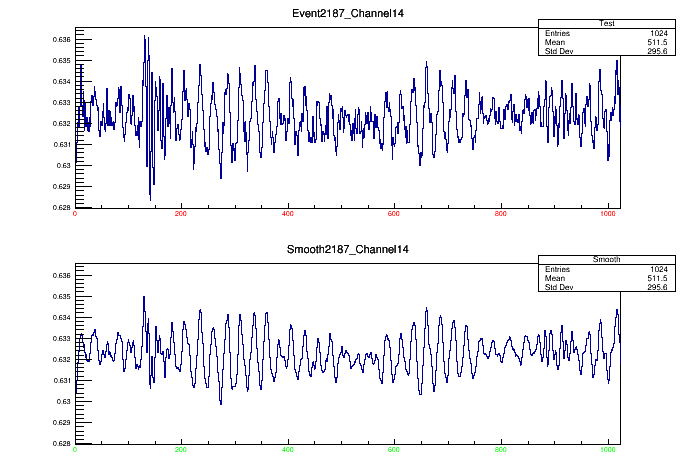 Event2187_Channel14
Test
Entries 1024
Mean 511.5
Std Dev 295.6
0.636
0.635
0.634
0.633
0.632
0.631
0.63
0.629
0.628
0 200 400 600 800 1000
Smooth2187_Channel14
Smooth
Entries 1024
Mean 511.5
Std Dev 295.6
0.636
0.635
0.634
0.633
0.632
0.631
0.63
0.629
0.628
0 200 400 600 800 1000